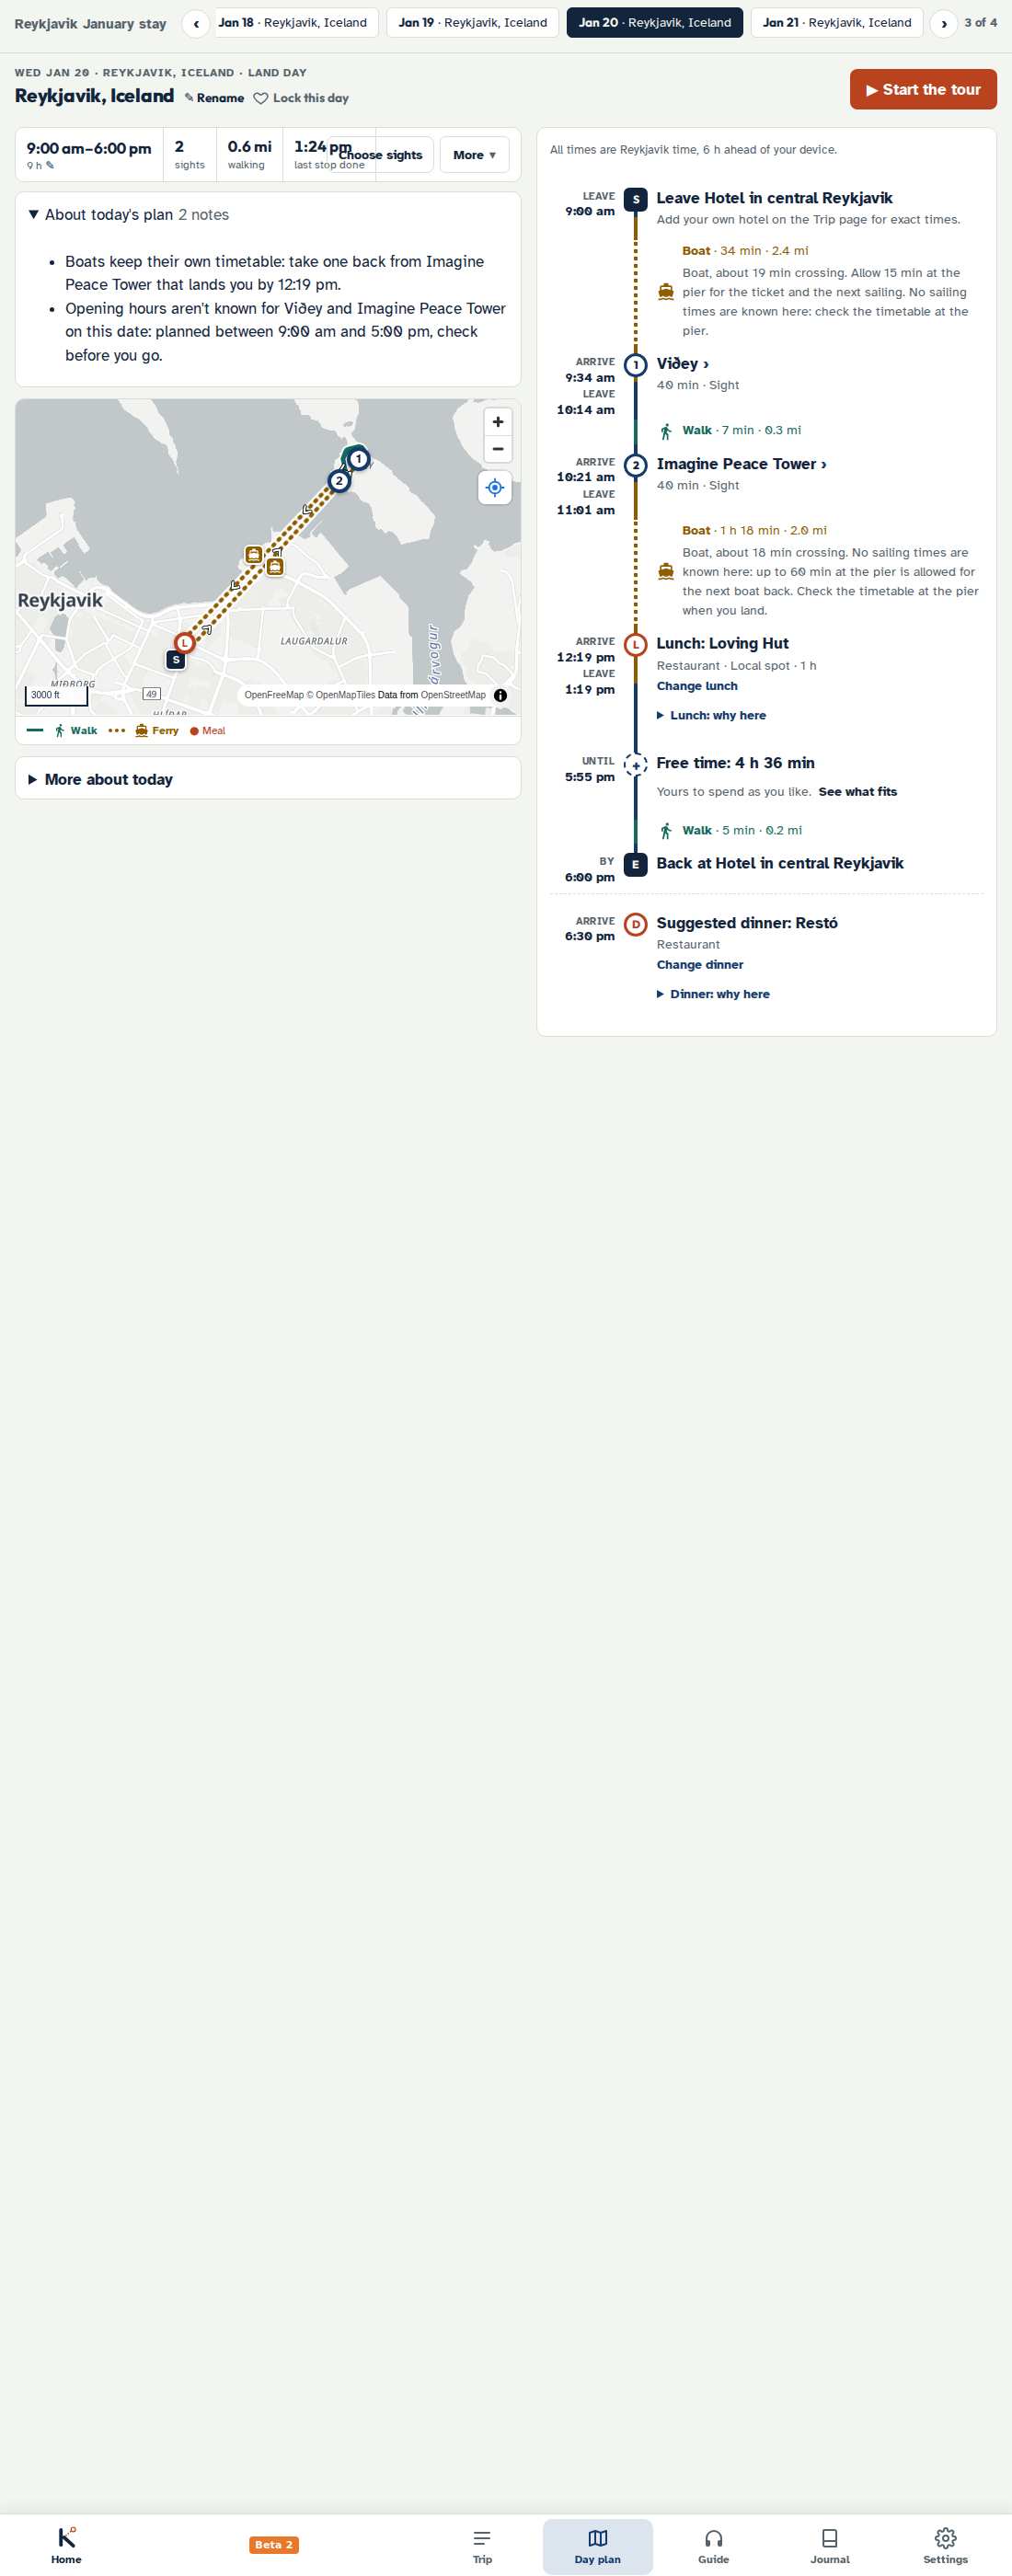 Reykjavik January stay
‹
Jan 18 · Reykjavik, Iceland
Jan 19 · Reykjavik, Iceland
Jan 20 · Reykjavik, Iceland
Jan 21 · Reykjavik, Iceland
›
3 of 4
WED JAN 20 · REYKJAVIK, ICELAND · LAND DAY
Reykjavik, Iceland
✎ Rename
Lock this day
▶ Start the tour
9:00 am–6:00 pm
9 h ✎
2
sights
0.6 mi
walking
1:24 pm
last stop done
Choose sights
More ▾
▼ About today's plan 2 notes
• Boats keep their own timetable: take one back from Imagine
Peace Tower that lands you by 12:19 pm.
• Opening hours aren't known for Viðey and Imagine Peace Tower
on this date: planned between 9:00 am and 5:00 pm, check
before you go.
1
2
Reykjavik
L
S
LAUGARDALUR
MIÐBORG
49
HLÍÐAR
3000 ft
OpenFreeMap © OpenMapTiles Data from OpenStreetMap
+
−
Walk
Ferry
Meal
▶ More about today
All times are Reykjavik time, 6 h ahead of your device.
LEAVE
9:00 am
S
Leave Hotel in central Reykjavik
Add your own hotel on the Trip page for exact times.
Boat · 34 min · 2.4 mi
Boat, about 19 min crossing. Allow 15 min at the
pier for the ticket and the next sailing. No sailing
times are known here: check the timetable at the
pier.
ARRIVE
9:34 am
LEAVE
10:14 am
1
Viðey ›
40 min · Sight
Walk · 7 min · 0.3 mi
ARRIVE
10:21 am
LEAVE
11:01 am
2
Imagine Peace Tower ›
40 min · Sight
Boat · 1 h 18 min · 2.0 mi
Boat, about 18 min crossing. No sailing times are
known here: up to 60 min at the pier is allowed for
the next boat back. Check the timetable at the pier
when you land.
ARRIVE
12:19 pm
LEAVE
1:19 pm
L
Lunch: Loving Hut
Restaurant · Local spot · 1 h
Change lunch
▶ Lunch: why here
UNTIL
5:55 pm
+
Free time: 4 h 36 min
Yours to spend as you like. See what fits
Walk · 5 min · 0.2 mi
BY
6:00 pm
E
Back at Hotel in central Reykjavik
ARRIVE
6:30 pm
D
Suggested dinner: Restó
Restaurant
Change dinner
▶ Dinner: why here
Home
Beta 2
Trip
Day plan
Guide
Journal
Settings